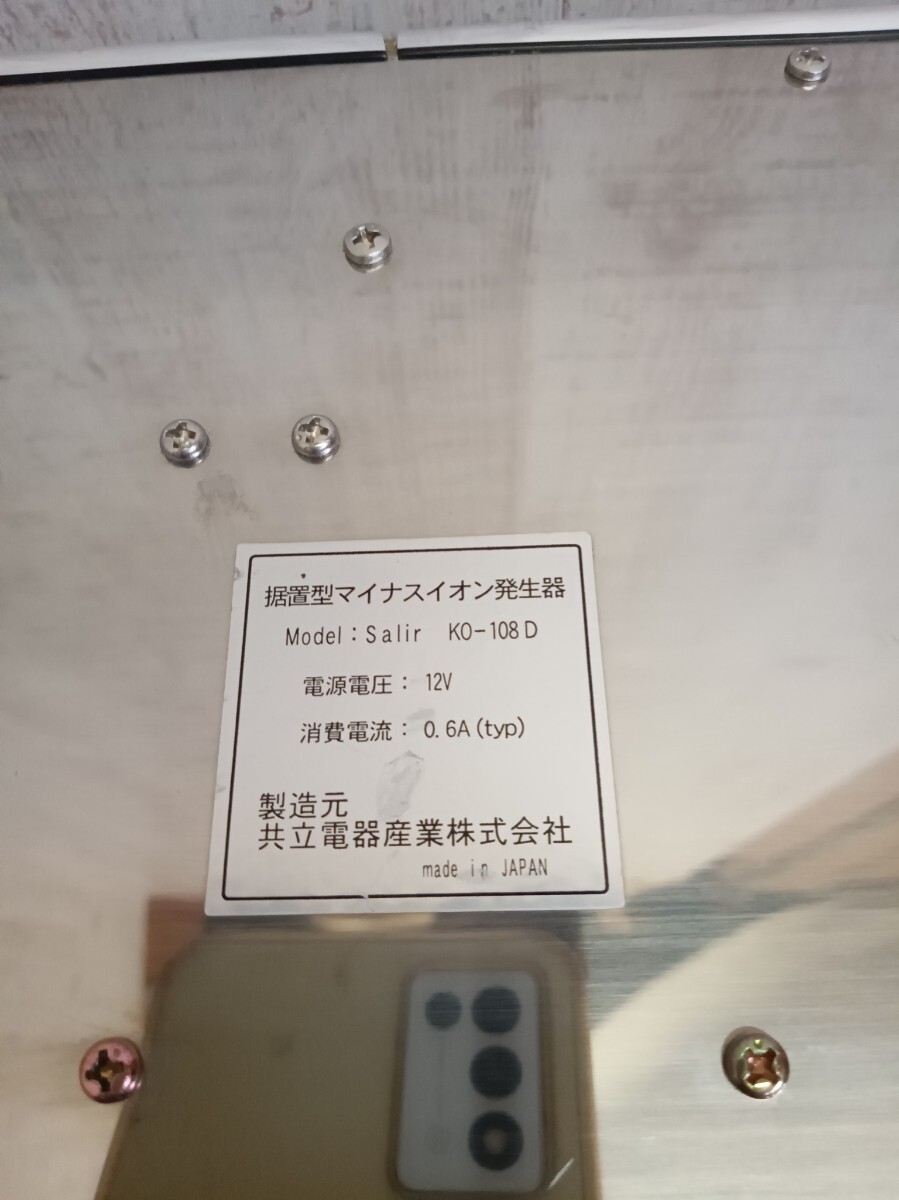 据置型マイナスイオン発生器
Model：Salir KO-108D
電源電圧： 12V
消費電流： 0.6A(typ)
製造元
共立電器産業株式会社
made in JAPAN